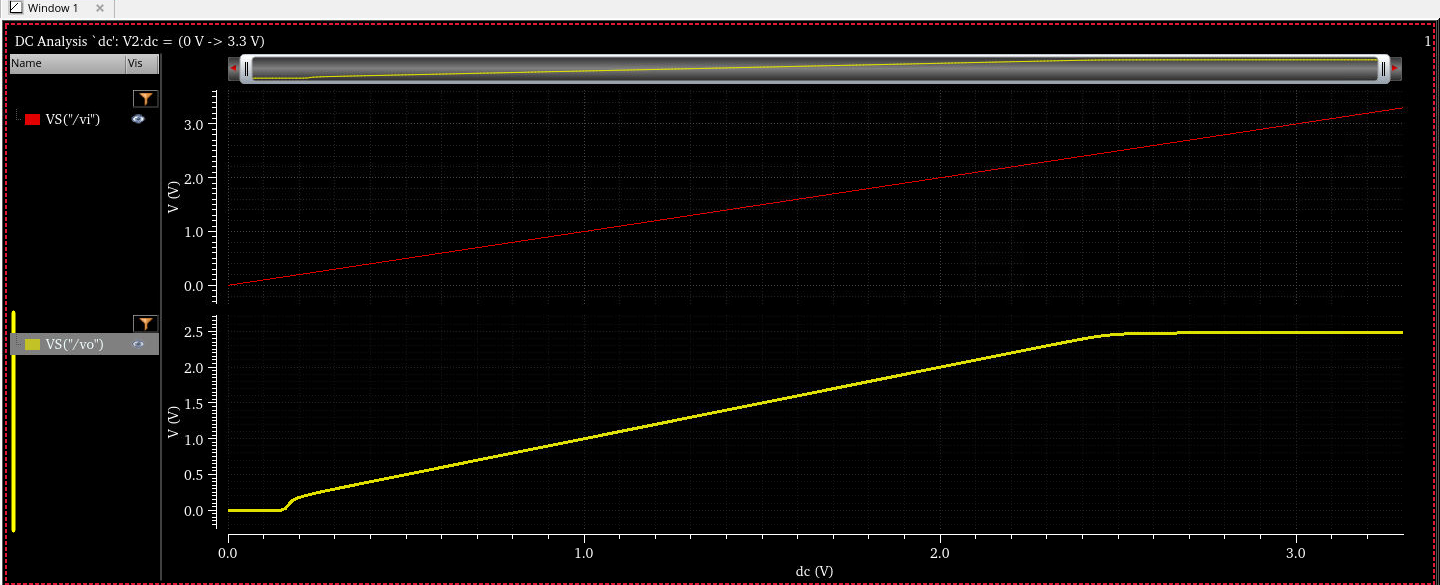 Window 1
DC Analysis `dc': V2:dc = (0 V -> 3.3 V)
1
Name Vis
VS("/vi")
3.0
2.0
1.0
0.0
V (V)
VS("/vo")
2.5
2.0
1.5
1.0
0.5
0.0
V (V)
0.0 1.0 2.0 3.0
dc (V)